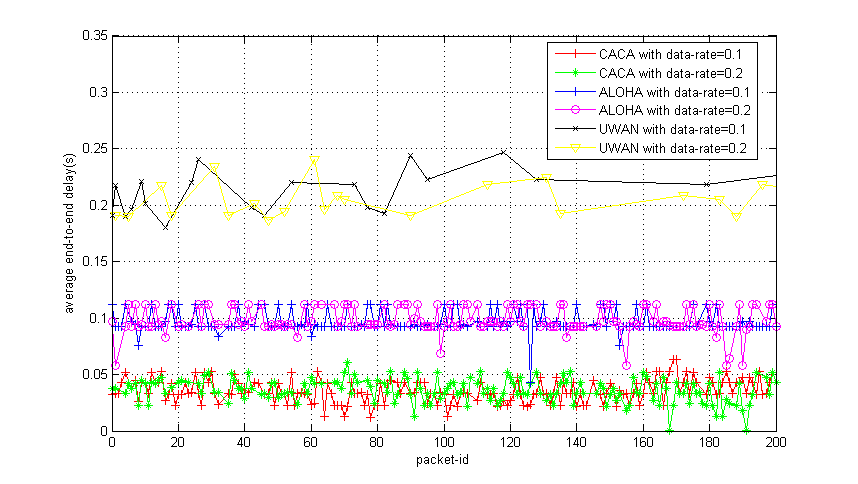 0.35
0.3
0.25
0.2
0.15
0.1
0.05
0
average end-to-end delay(s)
CACA with data-rate=0.1
CACA with data-rate=0.2
ALOHA with data-rate=0.1
ALOHA with data-rate=0.2
UWAN with data-rate=0.1
UWAN with data-rate=0.2
0 20 40 60 80 100 120 140 160 180 200
packet-id